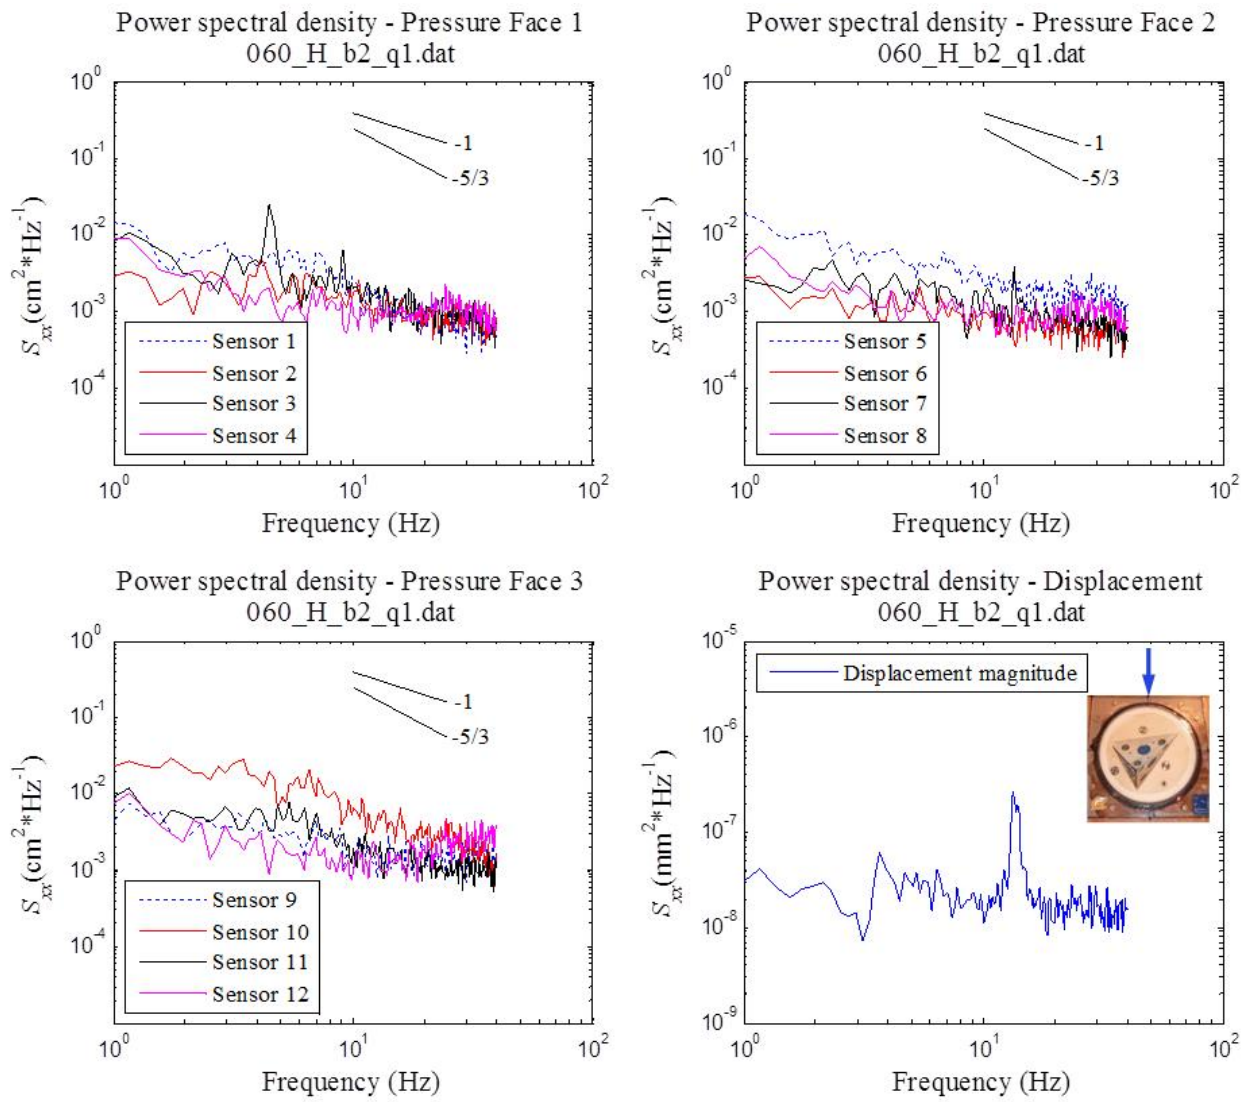 Power spectral density - Pressure Face 1
060_H_b2_q1.dat
10^0
10^-1
10^-2
10^-3
10^-4
S_xx (cm^2*Hz^-1)
-1
-5/3
Sensor 1
Sensor 2
Sensor 3
Sensor 4
10^0 10^1 10^2
Frequency (Hz)
Power spectral density - Pressure Face 2
060_H_b2_q1.dat
10^0
10^-1
10^-2
10^-3
10^-4
S_xx (cm^2*Hz^-1)
-1
-5/3
Sensor 5
Sensor 6
Sensor 7
Sensor 8
10^0 10^1 10^2
Frequency (Hz)
Power spectral density - Pressure Face 3
060_H_b2_q1.dat
10^0
10^-1
10^-2
10^-3
10^-4
S_xx (cm^2*Hz^-1)
-1
-5/3
Sensor 9
Sensor 10
Sensor 11
Sensor 12
10^0 10^1 10^2
Frequency (Hz)
Power spectral density - Displacement
060_H_b2_q1.dat
10^-5
10^-6
10^-7
10^-8
10^-9
S_xx (mm^2*Hz^-1)
Displacement magnitude
10^0 10^1 10^2
Frequency (Hz)